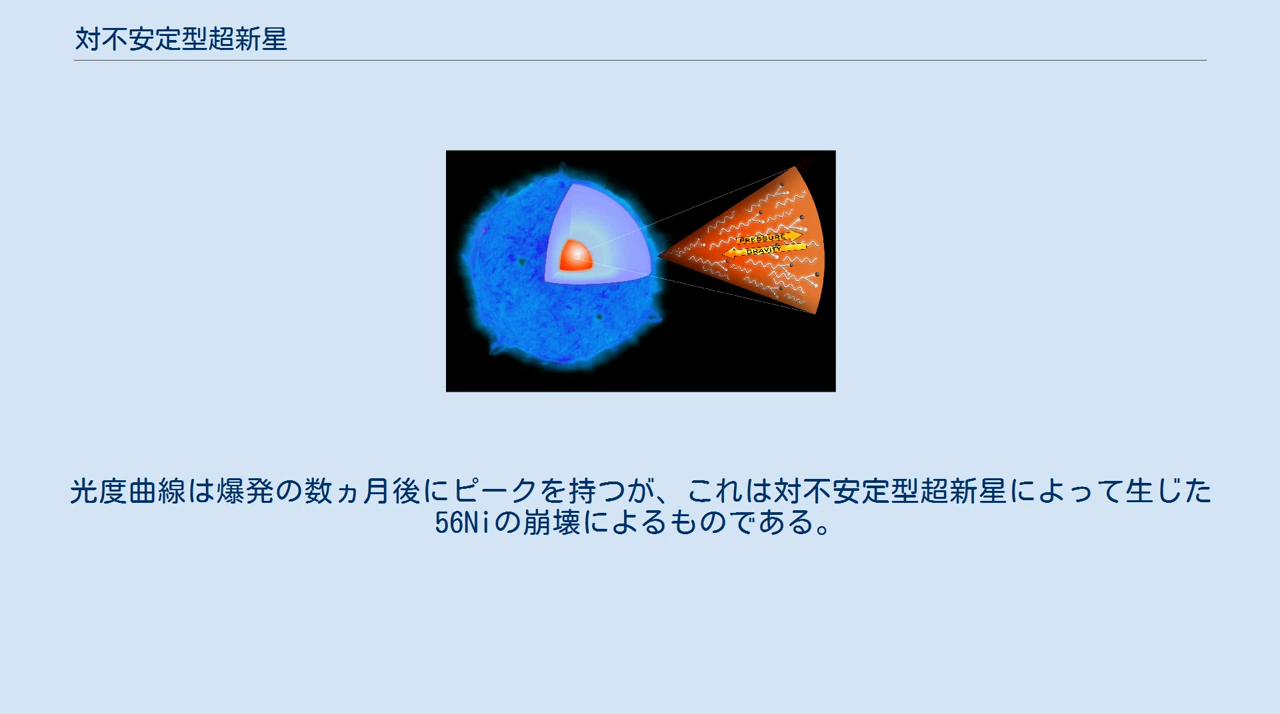 対不安定型超新星
PRESSURE
GRAVITY
光度曲線は爆発の数ヵ月後にピークを持つが、これは対不安定型超新星によって生じた
56Niの崩壊によるものである。